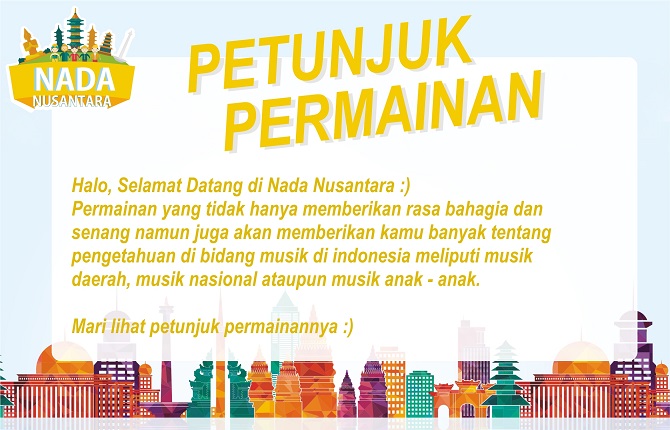 NADA
NUSANTARA
PETUNJUK
PERMAINAN
Halo, Selamat Datang di Nada Nusantara :)
Permainan yang tidak hanya memberikan rasa bahagia dan
senang namun juga akan memberikan kamu banyak tentang
pengetahuan di bidang musik di indonesia meliputi musik
daerah, musik nasional ataupun musik anak - anak.
Mari lihat petunjuk permainannya :)